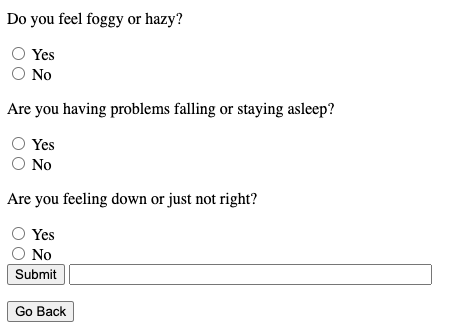 Do you feel foggy or hazy?
Yes
No
Are you having problems falling or staying asleep?
Yes
No
Are you feeling down or just not right?
Yes
No
Submit
Go Back